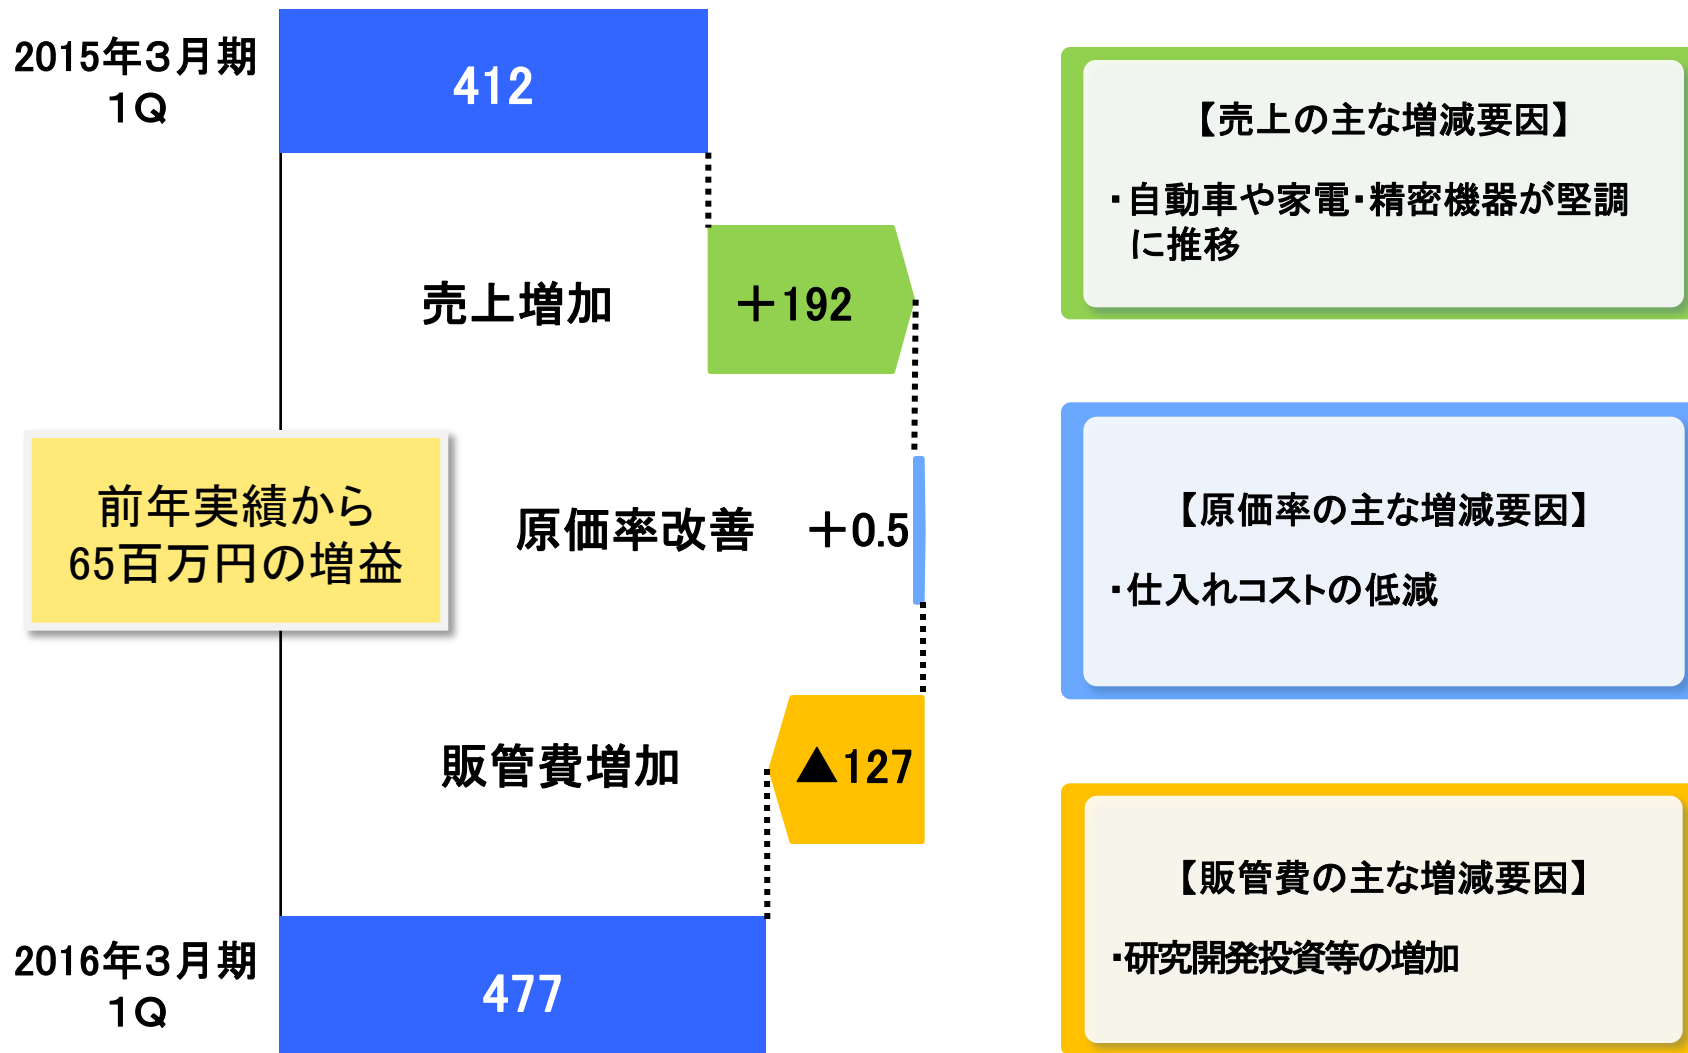 2015年３月期
１Q
412
売上増加
＋192
前年実績から
65百万円の増益
原価率改善
＋0.5
販管費増加
▲127
2016年３月期
１Q
477
【売上の主な増減要因】
・自動車や家電・精密機器が堅調
に推移
【原価率の主な増減要因】
・仕入れコストの低減
【販管費の主な増減要因】
・研究開発投資等の増加